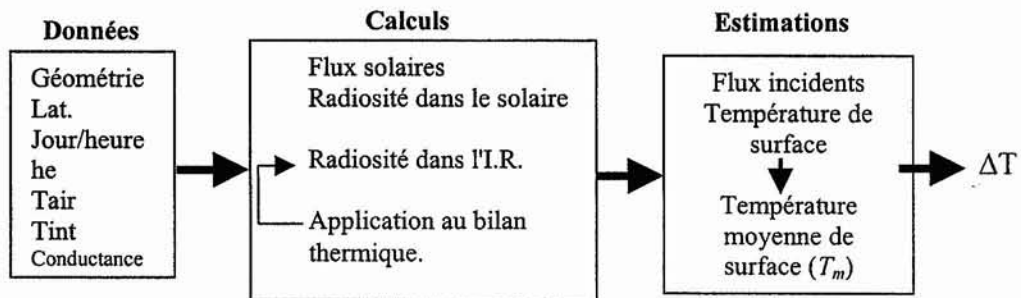 Données
Géométrie
Lat.
Jour/heure
he
Tair
Tint
Conductance
Calculs
Flux solaires
Radiosité dans le solaire
Radiosité dans l'I.R.
Application au bilan
thermique.
Estimations
Flux incidents
Température de
surface
Température
moyenne de
surface (Tm)
ΔT